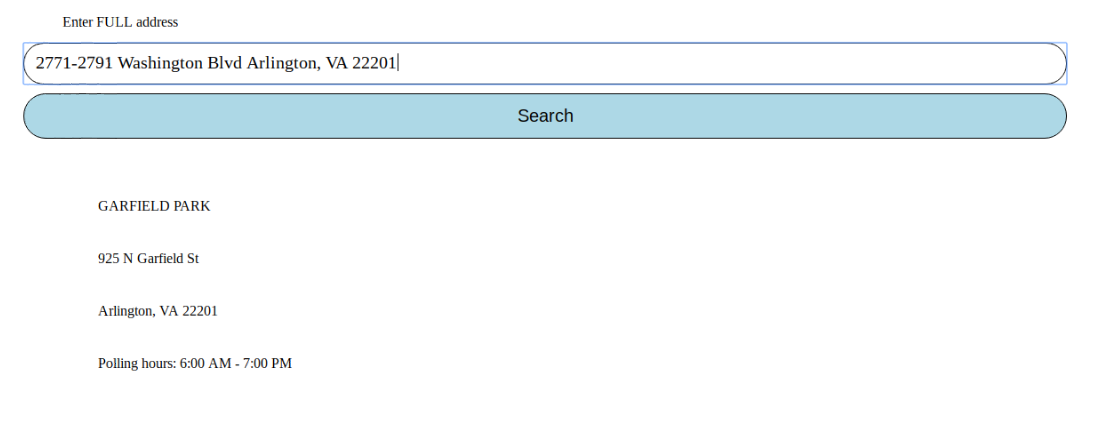 Enter FULL address
2771-2791 Washington Blvd Arlington, VA 22201
Search
GARFIELD PARK
925 N Garfield St
Arlington, VA 22201
Polling hours: 6:00 AM - 7:00 PM